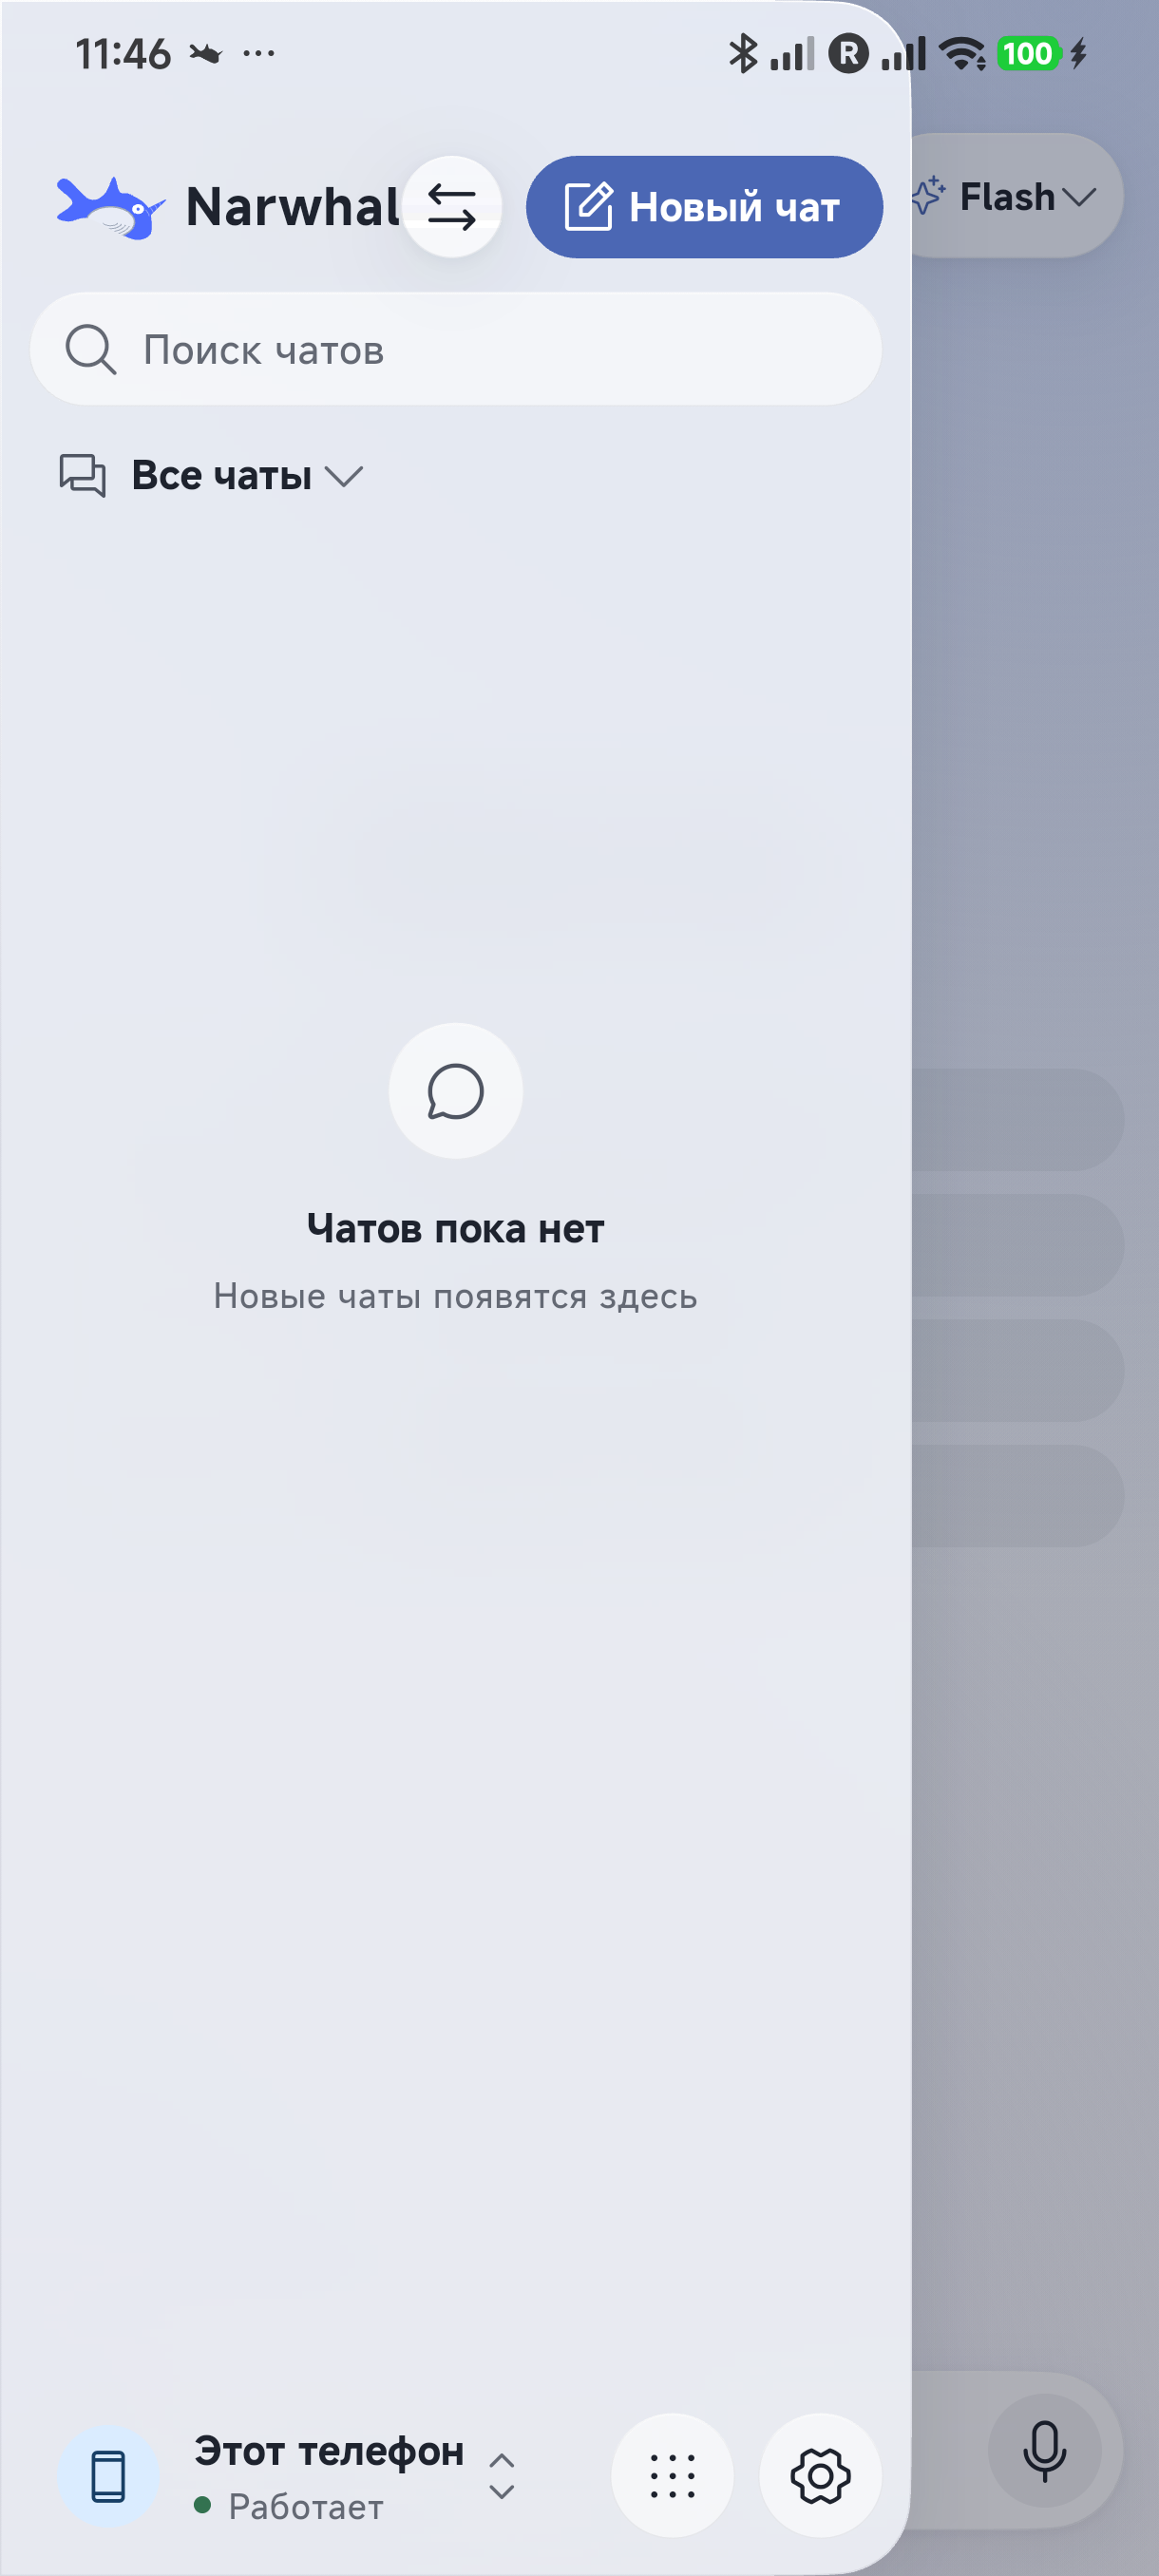 11:46
R
100
Narwhal
Новый чат
Flash
Поиск чатов
Все чаты
Чатов пока нет
Новые чаты появятся здесь
Этот телефон
Работает